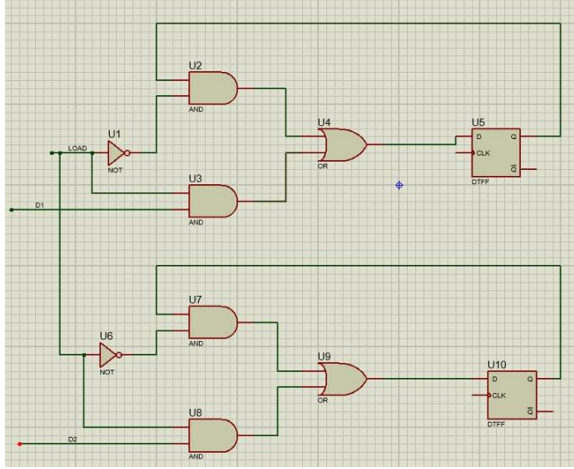 U2
AND
U1
LOAD
NOT
U4
OR
U5
D
Q
CLK
Q
DTFF
U3
AND
D1
U7
AND
U6
NOT
U9
OR
U10
D
Q
CLK
Q
DTFF
U8
AND
D2